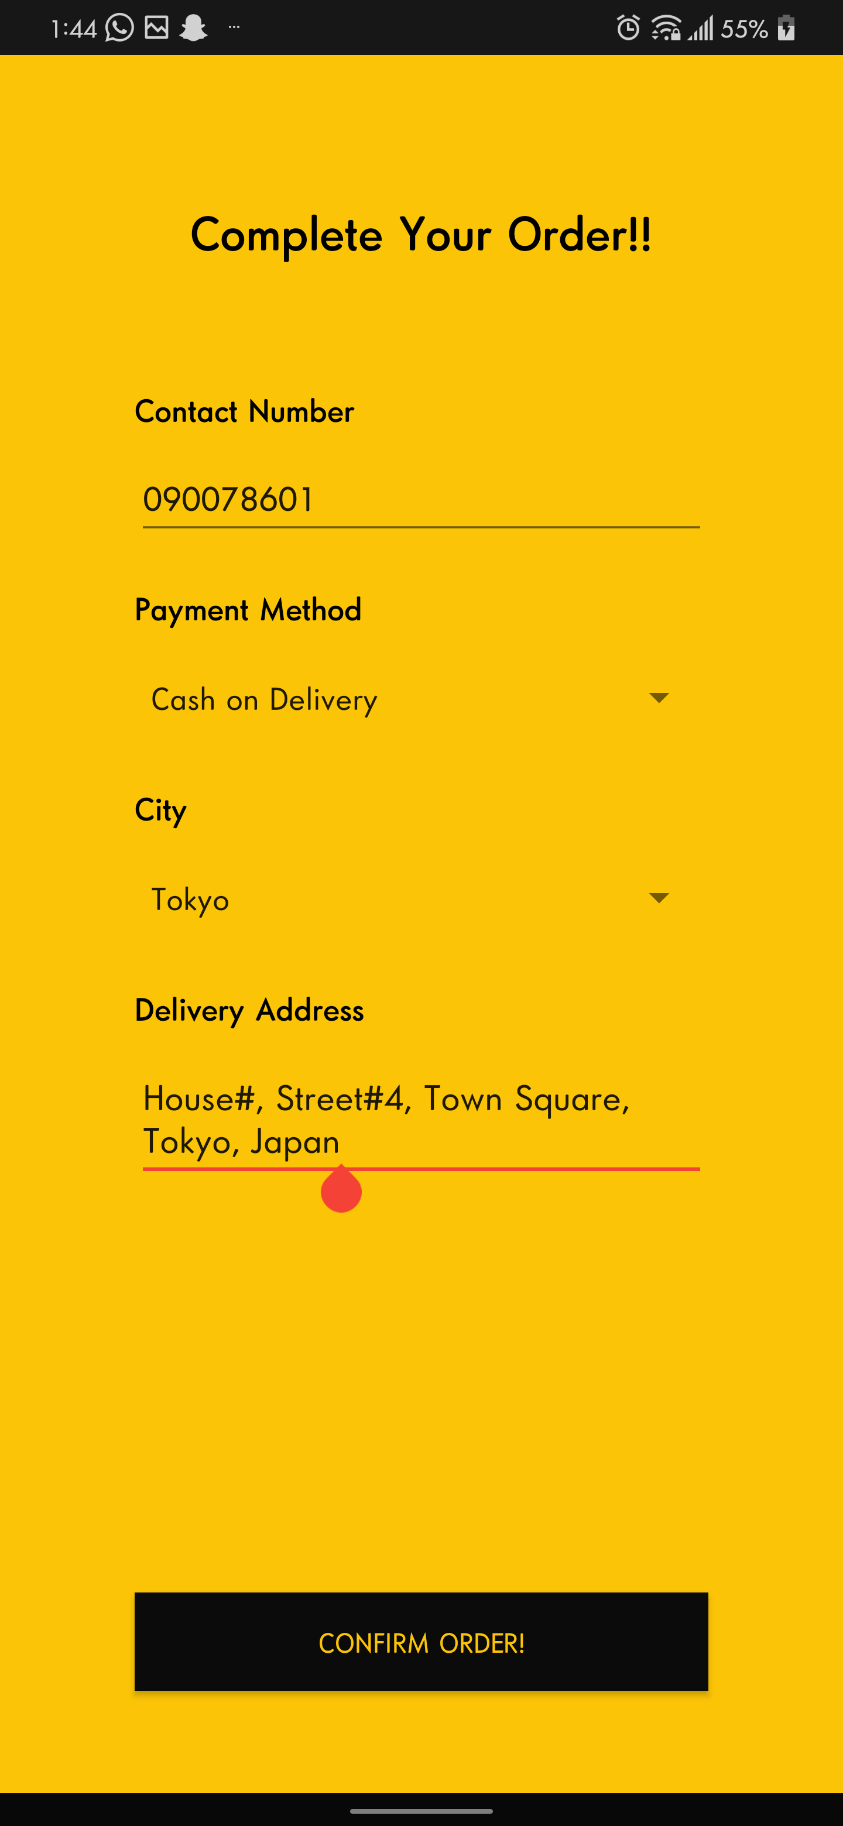 1:44
55%
Complete Your Order!!
Contact Number
090078601
Payment Method
Cash on Delivery
City
Tokyo
Delivery Address
House#, Street#4, Town Square,
Tokyo, Japan
CONFIRM ORDER!